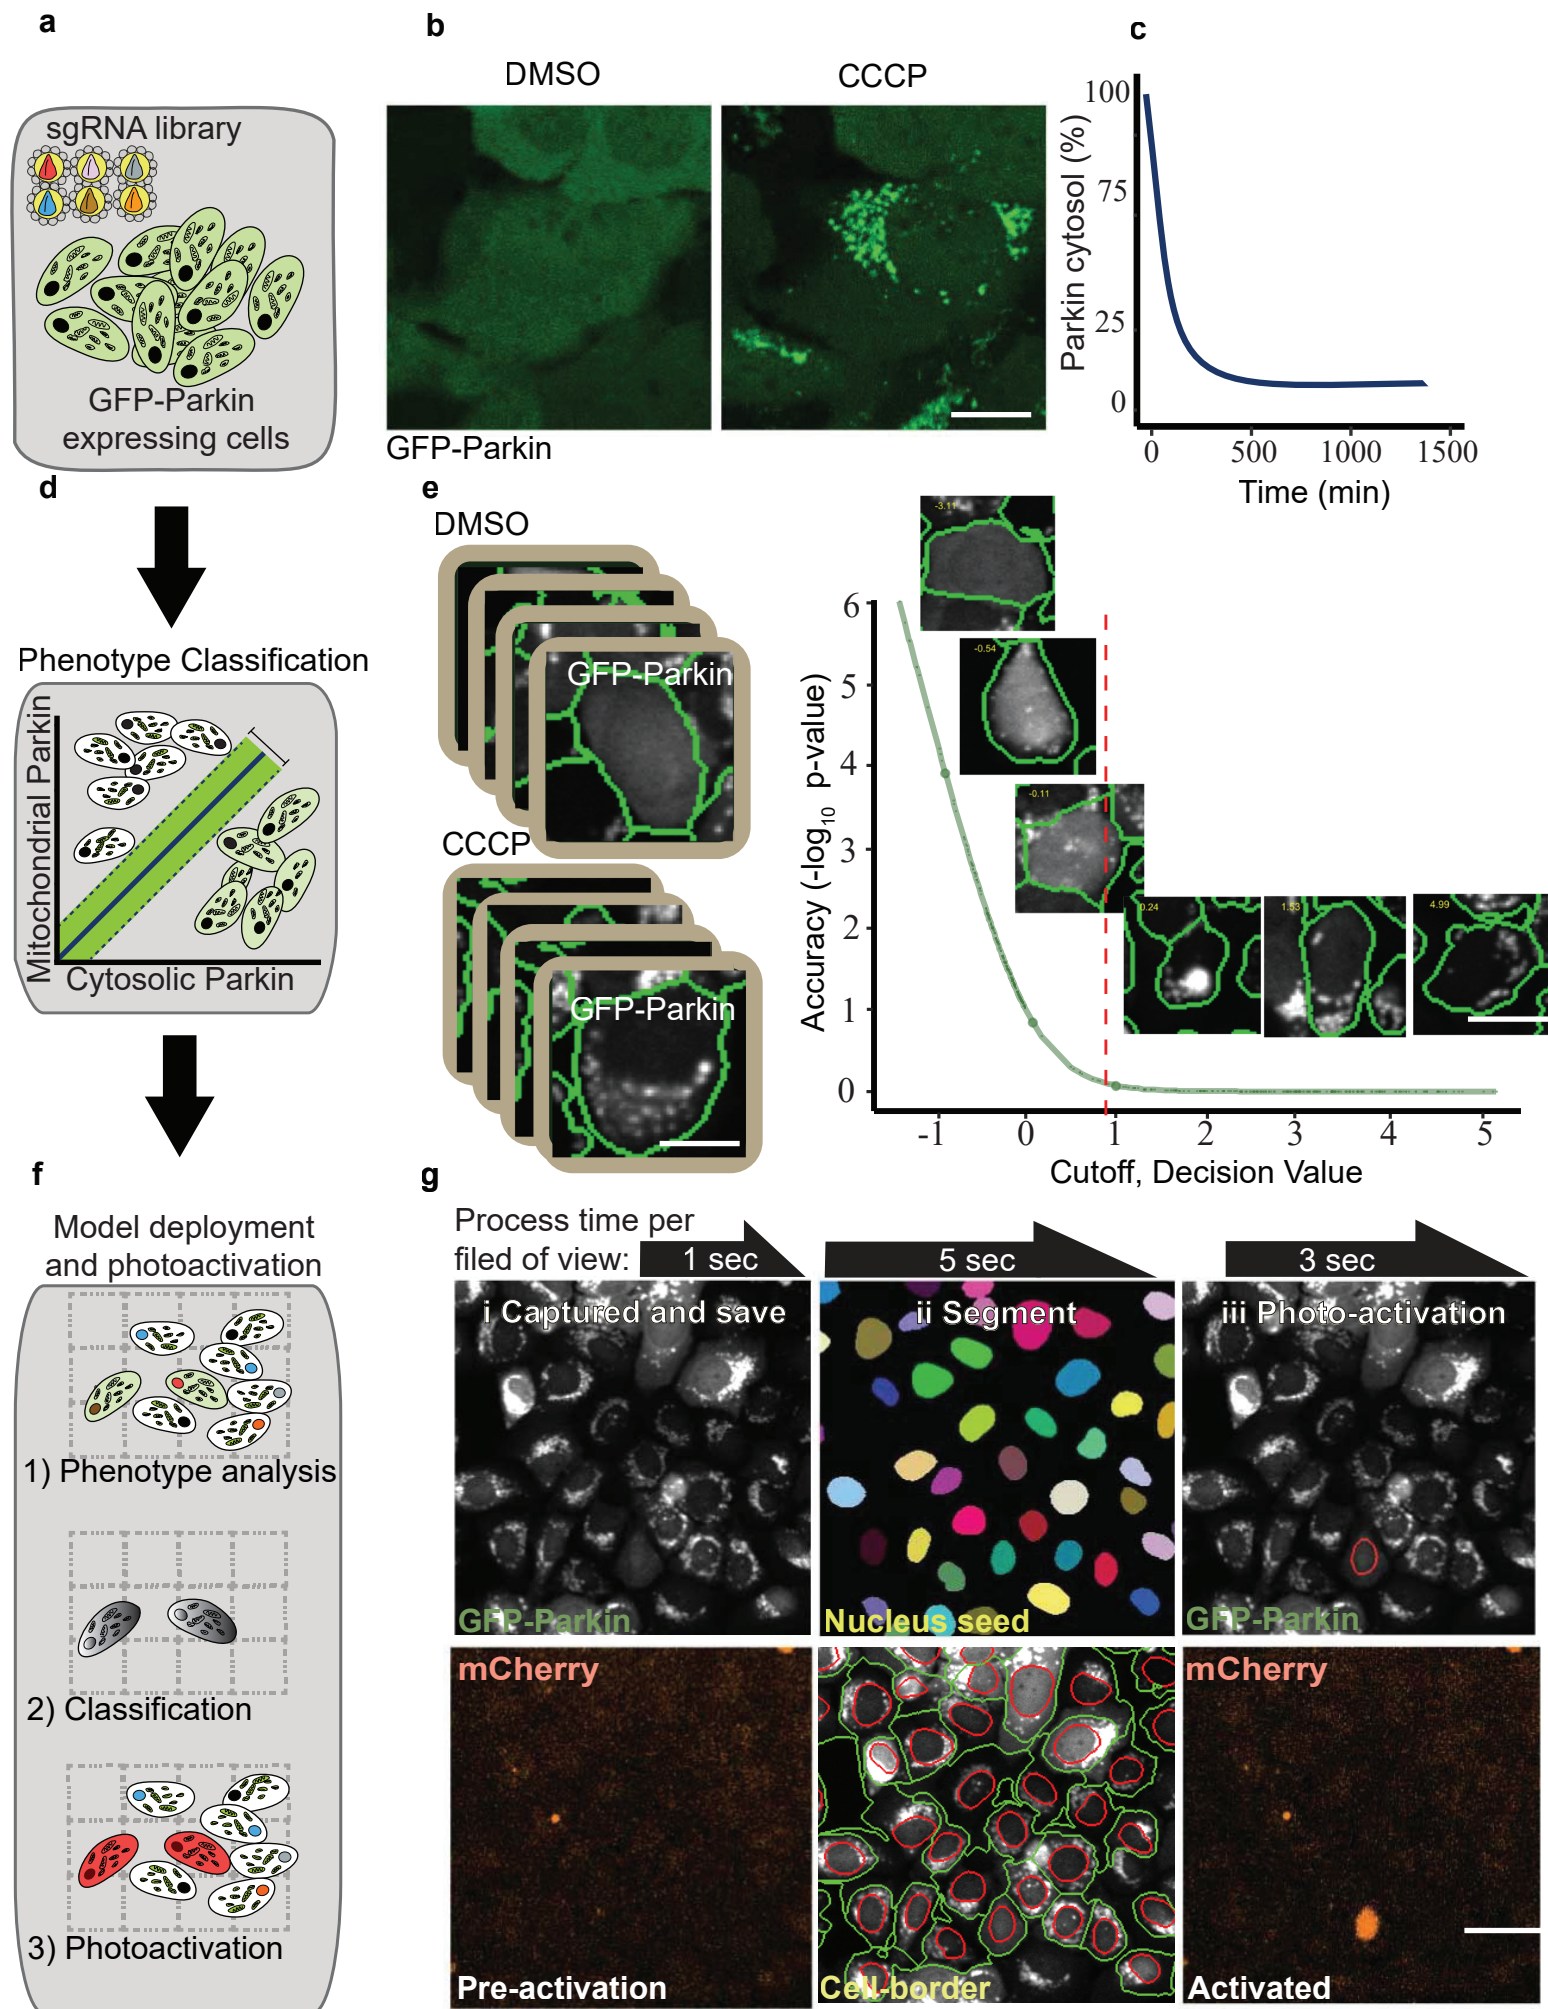 a
sgRNA library
GFP-Parkin
expressing cells
b
DMSO
CCCP
GFP-Parkin
c
Parkin cytosol (%)
100
75
25
0
0 500 1000 1500
Time (min)
d
Phenotype Classification
Mitochondrial Parkin
Cytosolic Parkin
e
DMSO
GFP-Parkin
CCCP
GFP-Parkin
Accuracy (-log10 p-value)
6
5
4
3
2
1
0
-3.11
-0.54
-0.11
0.24
1.53
4.99
-1 0 1 2 3 4 5
Cutoff, Decision Value
f
Model deployment
and photoactivation
1) Phenotype analysis
2) Classification
3) Photoactivation
g
Process time per
filed of view:
1 sec
5 sec
3 sec
i Captured and save
ii Segment
iii Photo-activation
GFP-Parkin
Nucleus seed
GFP-Parkin
mCherry
mCherry
Pre-activation
Cell-border
Activated